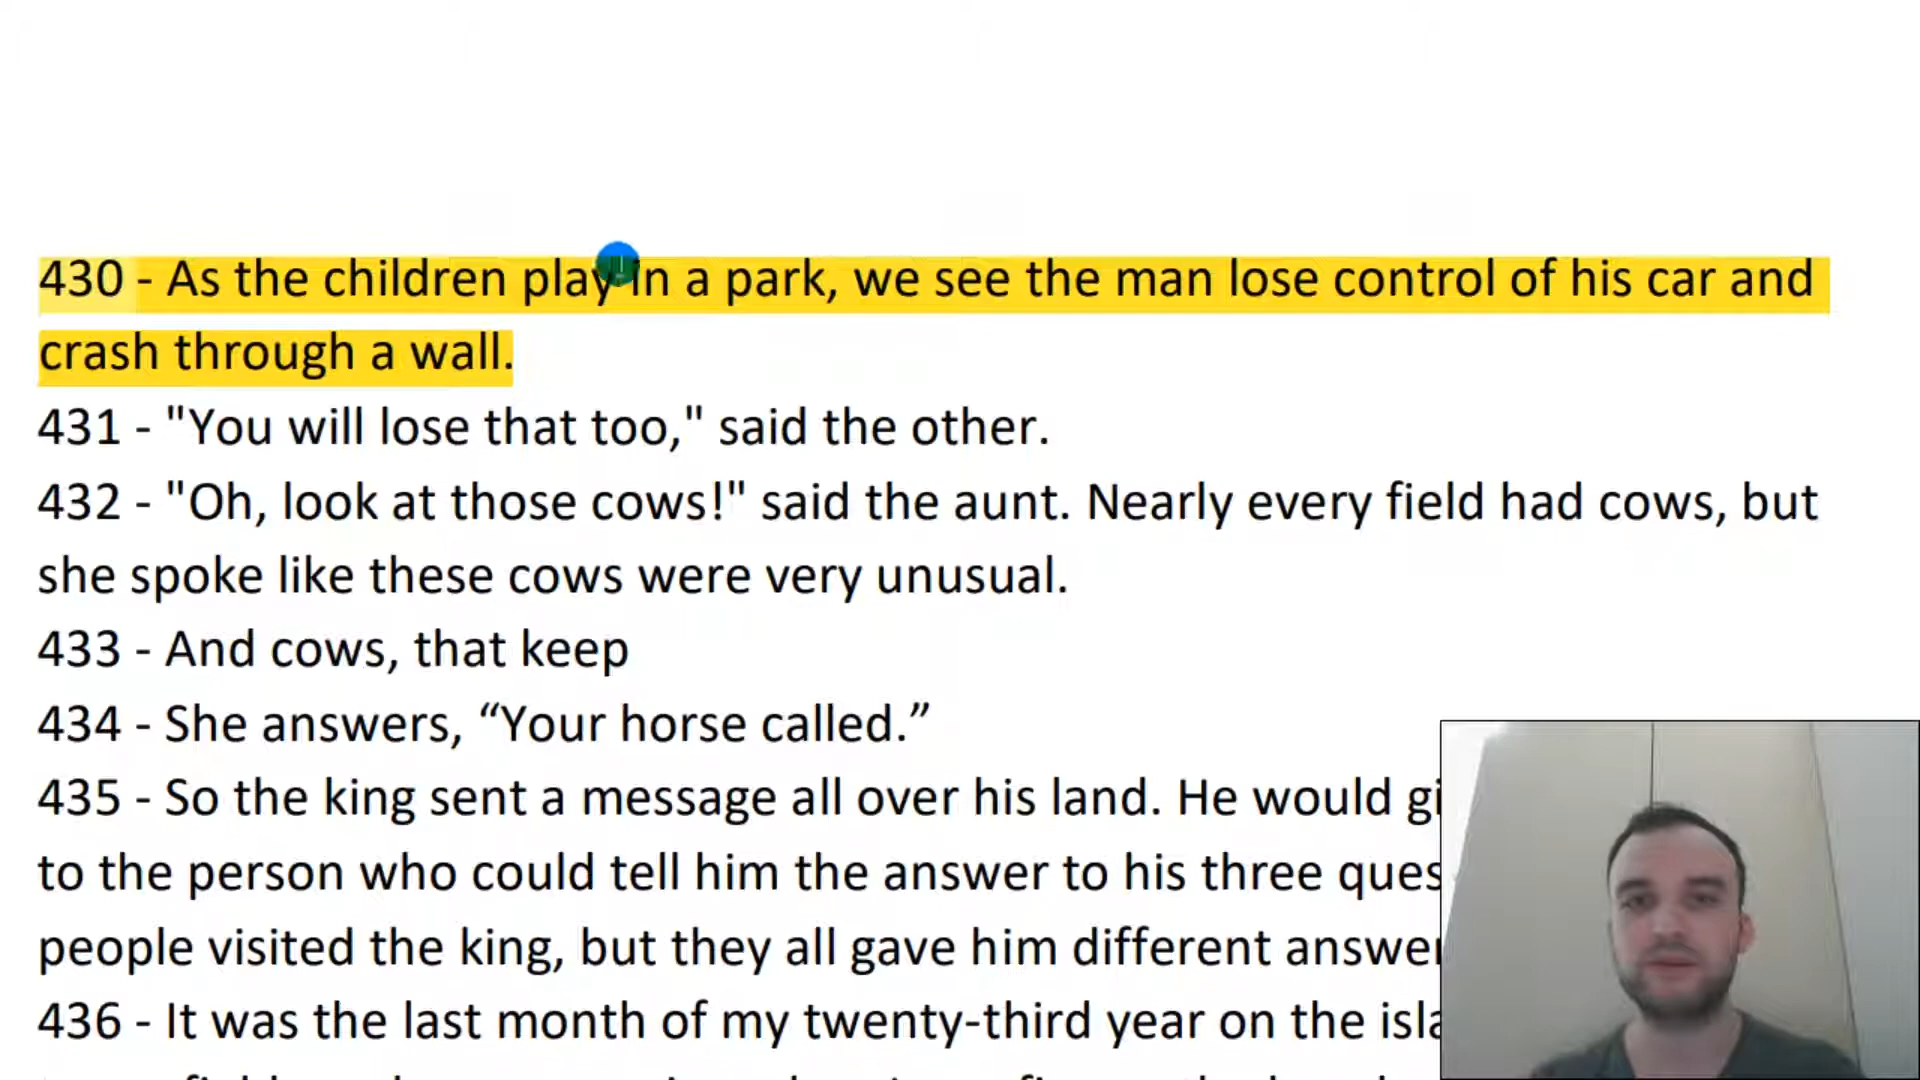 430 - As the children play in a park, we see the man lose control of his car and
crash through a wall.
431 - "You will lose that too," said the other.
432 - "Oh, look at those cows!" said the aunt. Nearly every field had cows, but
she spoke like these cows were very unusual.
433 - And cows, that keep
434 - She answers, “Your horse called.”
435 - So the king sent a message all over his land. He would
to the person who could tell him the answer to his three
people visited the king, but they all gave him different
436 - It was the last month of my twenty-third year on the